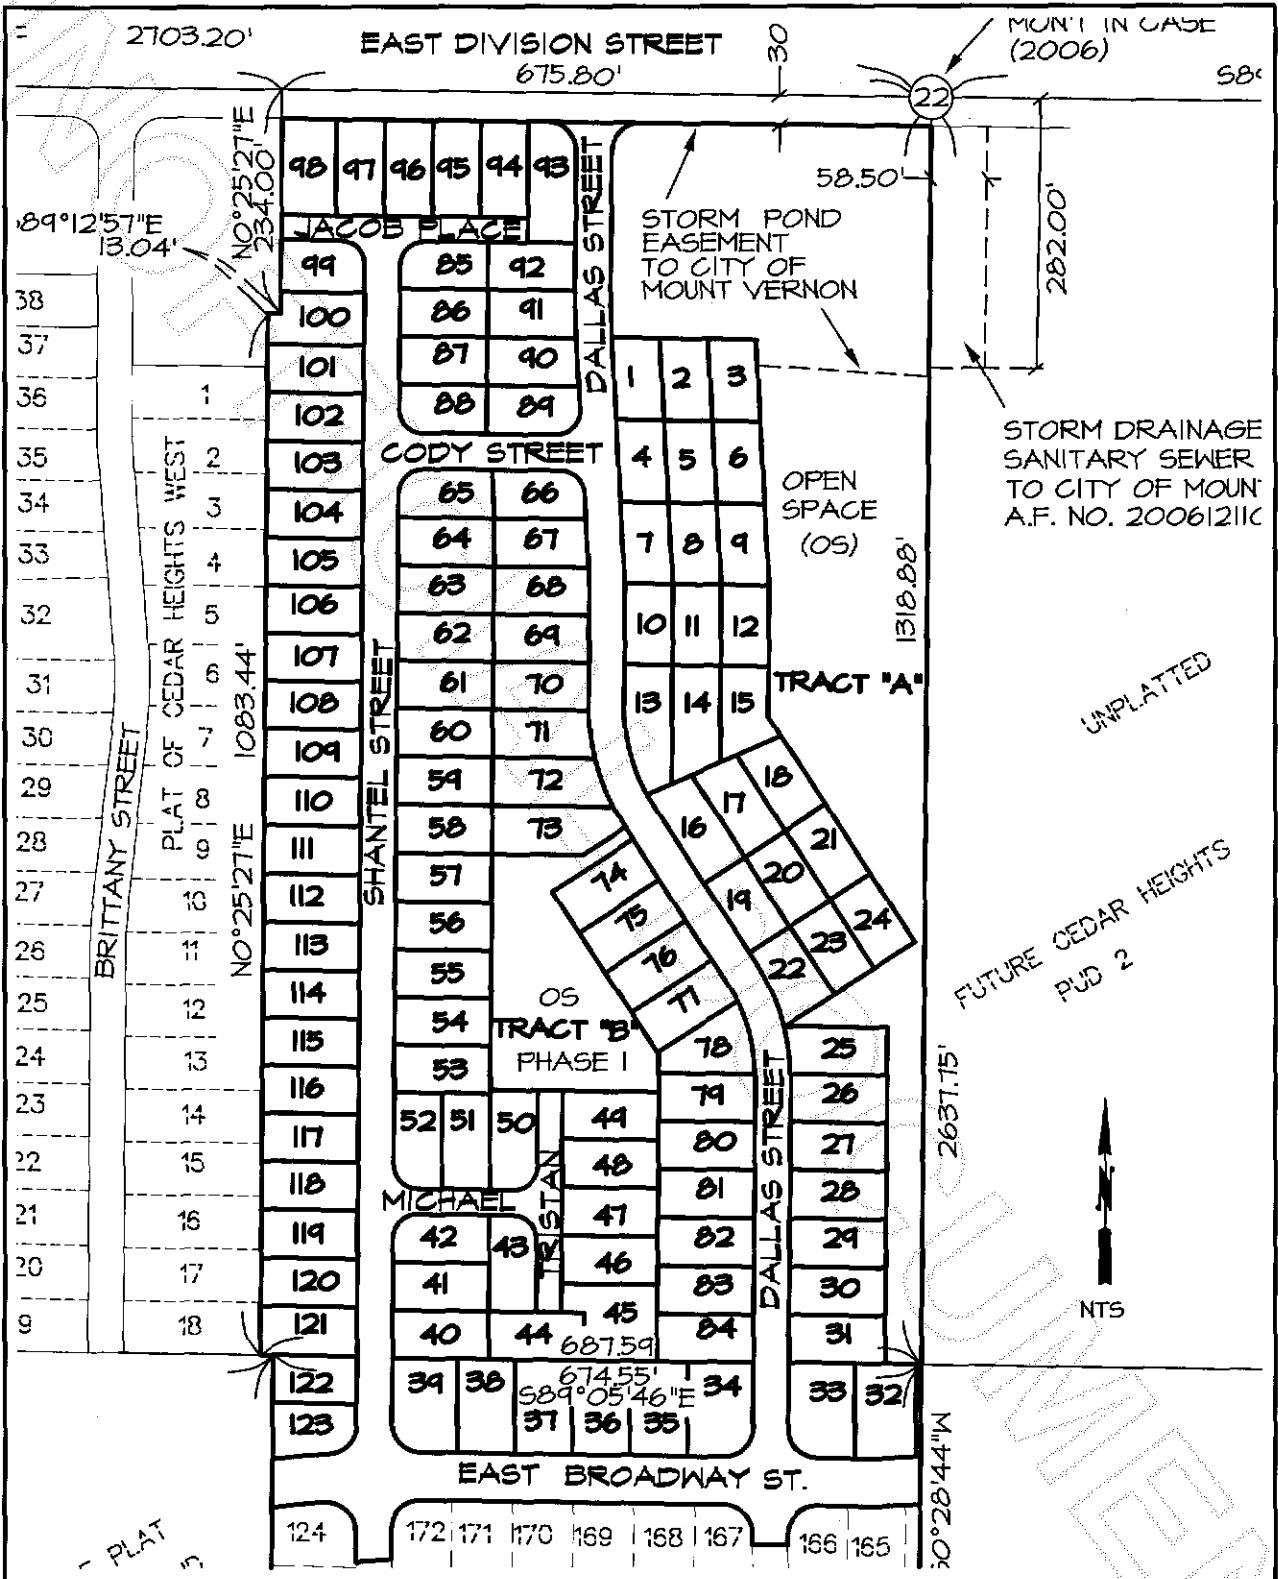 2703.20'
EAST DIVISION STREET
675.80'
30
MON'T IN CASE
(2006)
22
N0°25'27"E
234.00'
98 97 96 95 94 93
DALLAS STREET
58.50'
282.00'
STORM POND
EASEMENT
TO CITY OF
MOUNT VERNON
89°12'57"E
13.04'
JACOB PLACE
99
85 92
38
100
86 91
37
101
87 90
1 2 3
36
1
102
88 89
STORM DRAINAGE
SANITARY SEWER
TO CITY OF MOUN
A.F. NO. 20061211C
35
2
103
CODY STREET
4 5 6
OPEN
SPACE
(OS)
65 66
34
3
104
64 67
7 8 9
33
4
105
63 68
32
5
106
62 69
10 11 12
1318.88'
PLAT OF CEDAR HEIGHTS WEST
31
6
107
61 70
13 14 15
TRACT "A"
UNPLATTED
108
60 71
30
7
109
1083.44'
N0°25'27"E
SHANTEL STREET
BRITTANY STREET
59 72
29
8
110
16 17 18
58 73
28
9
111
57
74
19 20 21
27
10
112
56
75
22 23 24
FUTURE CEDAR HEIGHTS
PUD 2
26
11
113
55
76
25
12
114
54
77
OS
TRACT "B"
PHASE I
24
13
115
53
78
25
116
79
26
23
14
52 51 50
49
117
80
27
22
15
48
118
81
28
MICHAEL
TRISTAN
DALLAS STREET
2637.75'
N
NTS
21
16
119
42 43
47
82
29
20
17
120
41
46
83
30
9
18
121
40
44
45
84
31
687.59
674.55'
S89°05'46"E
122
39 38
34
33 32
123
37 36 35
EAST BROADWAY ST.
0°28'44"W
124
172 171 170 169 168 167
166 165
PLAT